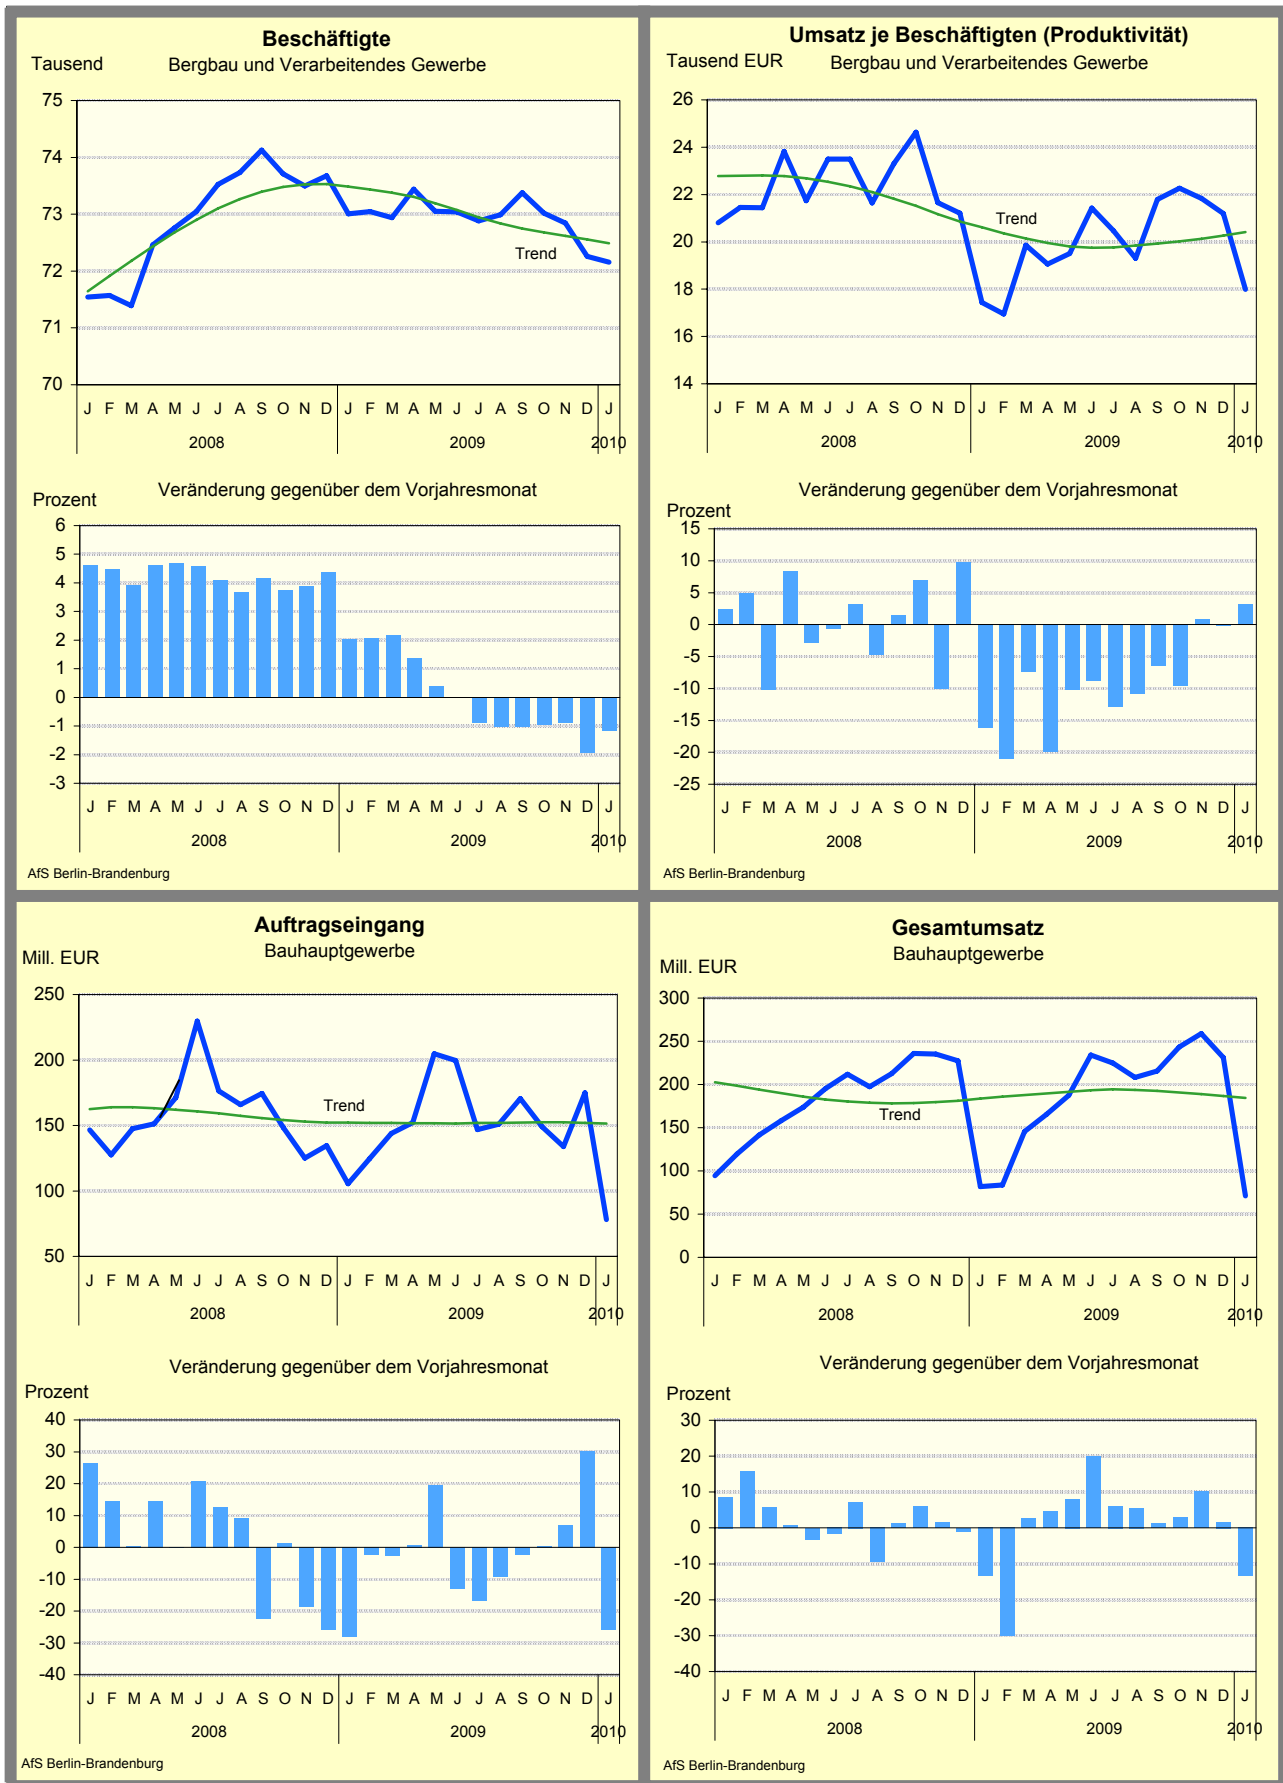 Beschäftigte
Tausend
Bergbau und Verarbeitendes Gewerbe
75
74
73
72
71
70
Trend
J F M A M J J A S O N D J F M A M J J A S O N D J
2008 2009 2010
Veränderung gegenüber dem Vorjahresmonat
Prozent
6
5
4
3
2
1
0
-1
-2
-3
J F M A M J J A S O N D J F M A M J J A S O N D J
2008 2009 2010
AfS Berlin-Brandenburg
Umsatz je Beschäftigten (Produktivität)
Tausend EUR
Bergbau und Verarbeitendes Gewerbe
26
24
22
20
18
16
14
Trend
J F M A M J J A S O N D J F M A M J J A S O N D J
2008 2009 2010
Veränderung gegenüber dem Vorjahresmonat
Prozent
15
10
5
0
-5
-10
-15
-20
-25
J F M A M J J A S O N D J F M A M J J A S O N D J
2008 2009 2010
AfS Berlin-Brandenburg
Auftragseingang
Bauhauptgewerbe
Mill. EUR
250
200
150
100
50
Trend
J F M A M J J A S O N D J F M A M J J A S O N D J
2008 2009 2010
Veränderung gegenüber dem Vorjahresmonat
Prozent
40
30
20
10
0
-10
-20
-30
-40
J F M A M J J A S O N D J F M A M J J A S O N D J
2008 2009 2010
AfS Berlin-Brandenburg
Gesamtumsatz
Bauhauptgewerbe
Mill. EUR
300
250
200
150
100
50
0
Trend
J F M A M J J A S O N D J F M A M J J A S O N D J
2008 2009 2010
Veränderung gegenüber dem Vorjahresmonat
Prozent
30
20
10
0
-10
-20
-30
-40
J F M A M J J A S O N D J F M A M J J A S O N D J
2008 2009 2010
AfS Berlin-Brandenburg